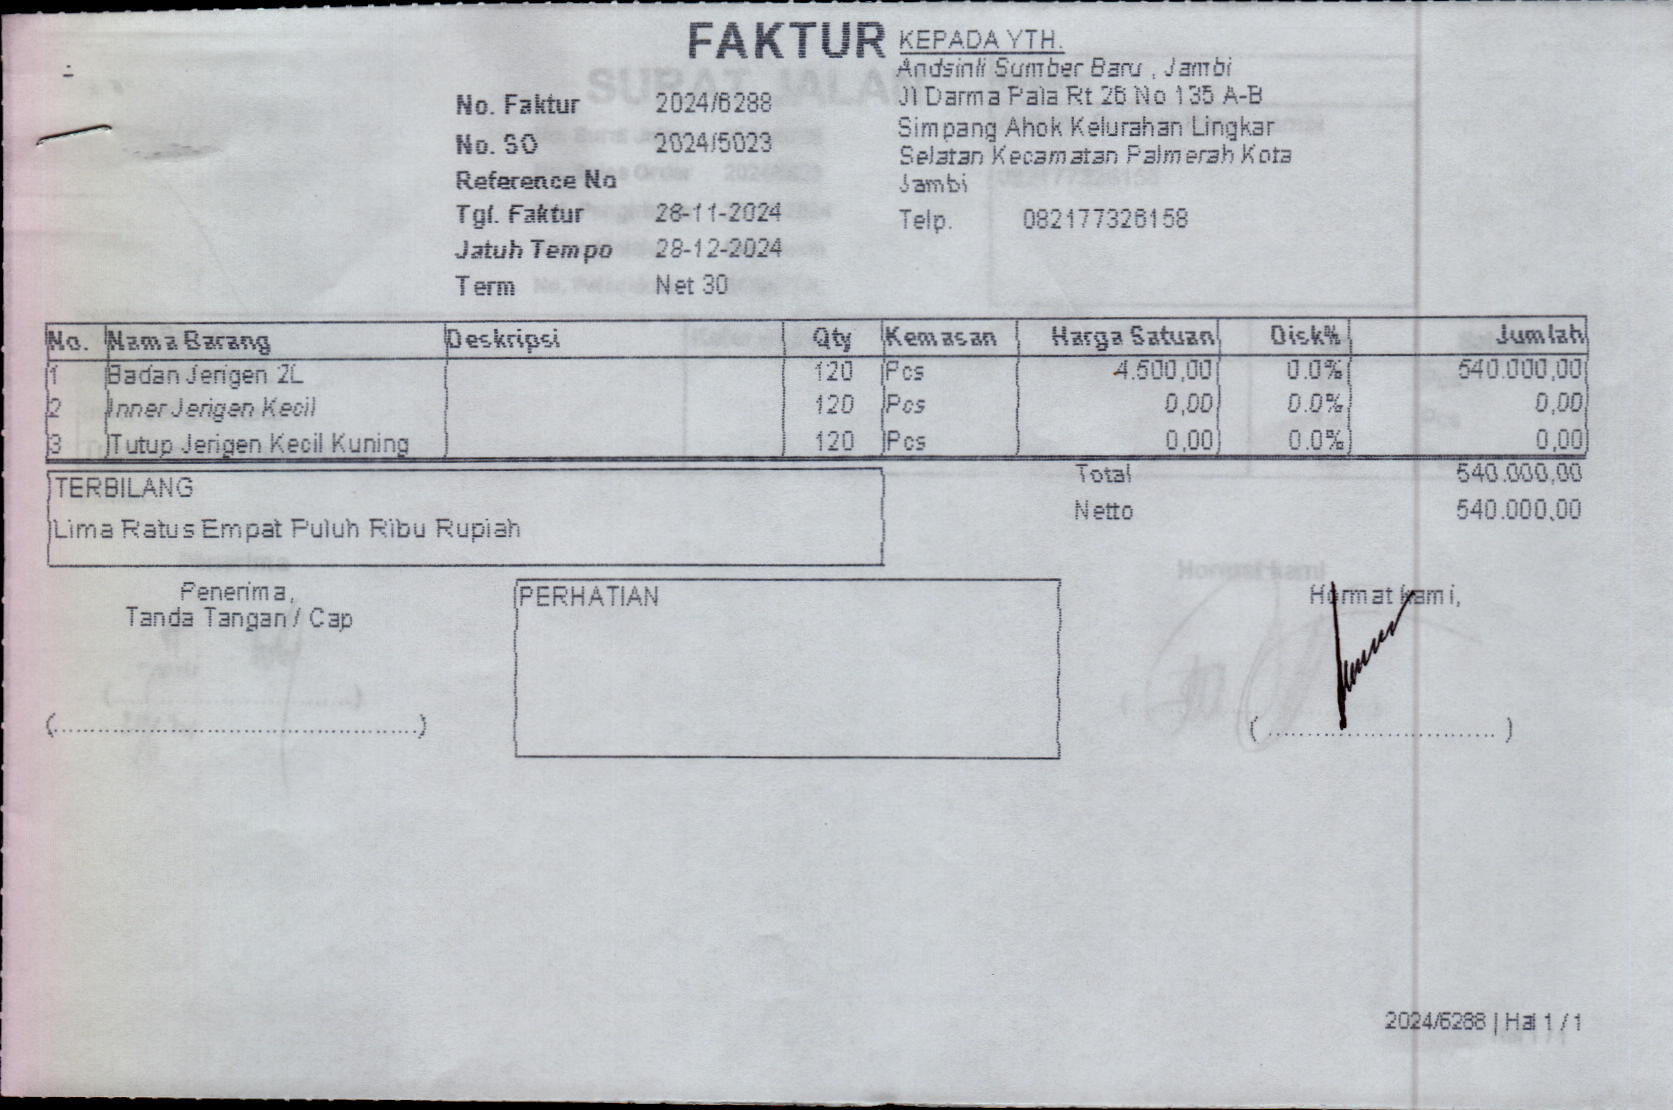 FAKTUR
No. Faktur 2024/6288
No. SO 2024/5023
Reference No
Tgl. Faktur 28-11-2024
Jatuh Tempo 28-12-2024
Term Net 30
KEPADA YTH.
Andsinli Sumber Baru , Jambi
Jl Darma Pala Rt 26 No 135 A-B
Simpang Ahok Kelurahan Lingkar
Selatan Kecamatan Palmerah Kota
Jambi
Telp. 082177326158
No. Nama Barang Deskripsi Qty Kemasan Harga Satuan Disk% Jumlah
1 Badan Jerigen 2L 120 Pcs 4.500,00 0.0% 540.000,00
2 Inner Jerigen Kecil 120 Pcs 0,00 0.0% 0,00
3 Tutup Jerigen Kecil Kuning 120 Pcs 0,00 0.0% 0,00
Total 540.000,00
Netto 540.000,00
TERBILANG
Lima Ratus Empat Puluh Ribu Rupiah
Penerima,
Tanda Tangan / Cap
(................................................)
PERHATIAN
Hormat kami,
( ............................. )
2024/6288 | Hal 1 / 1